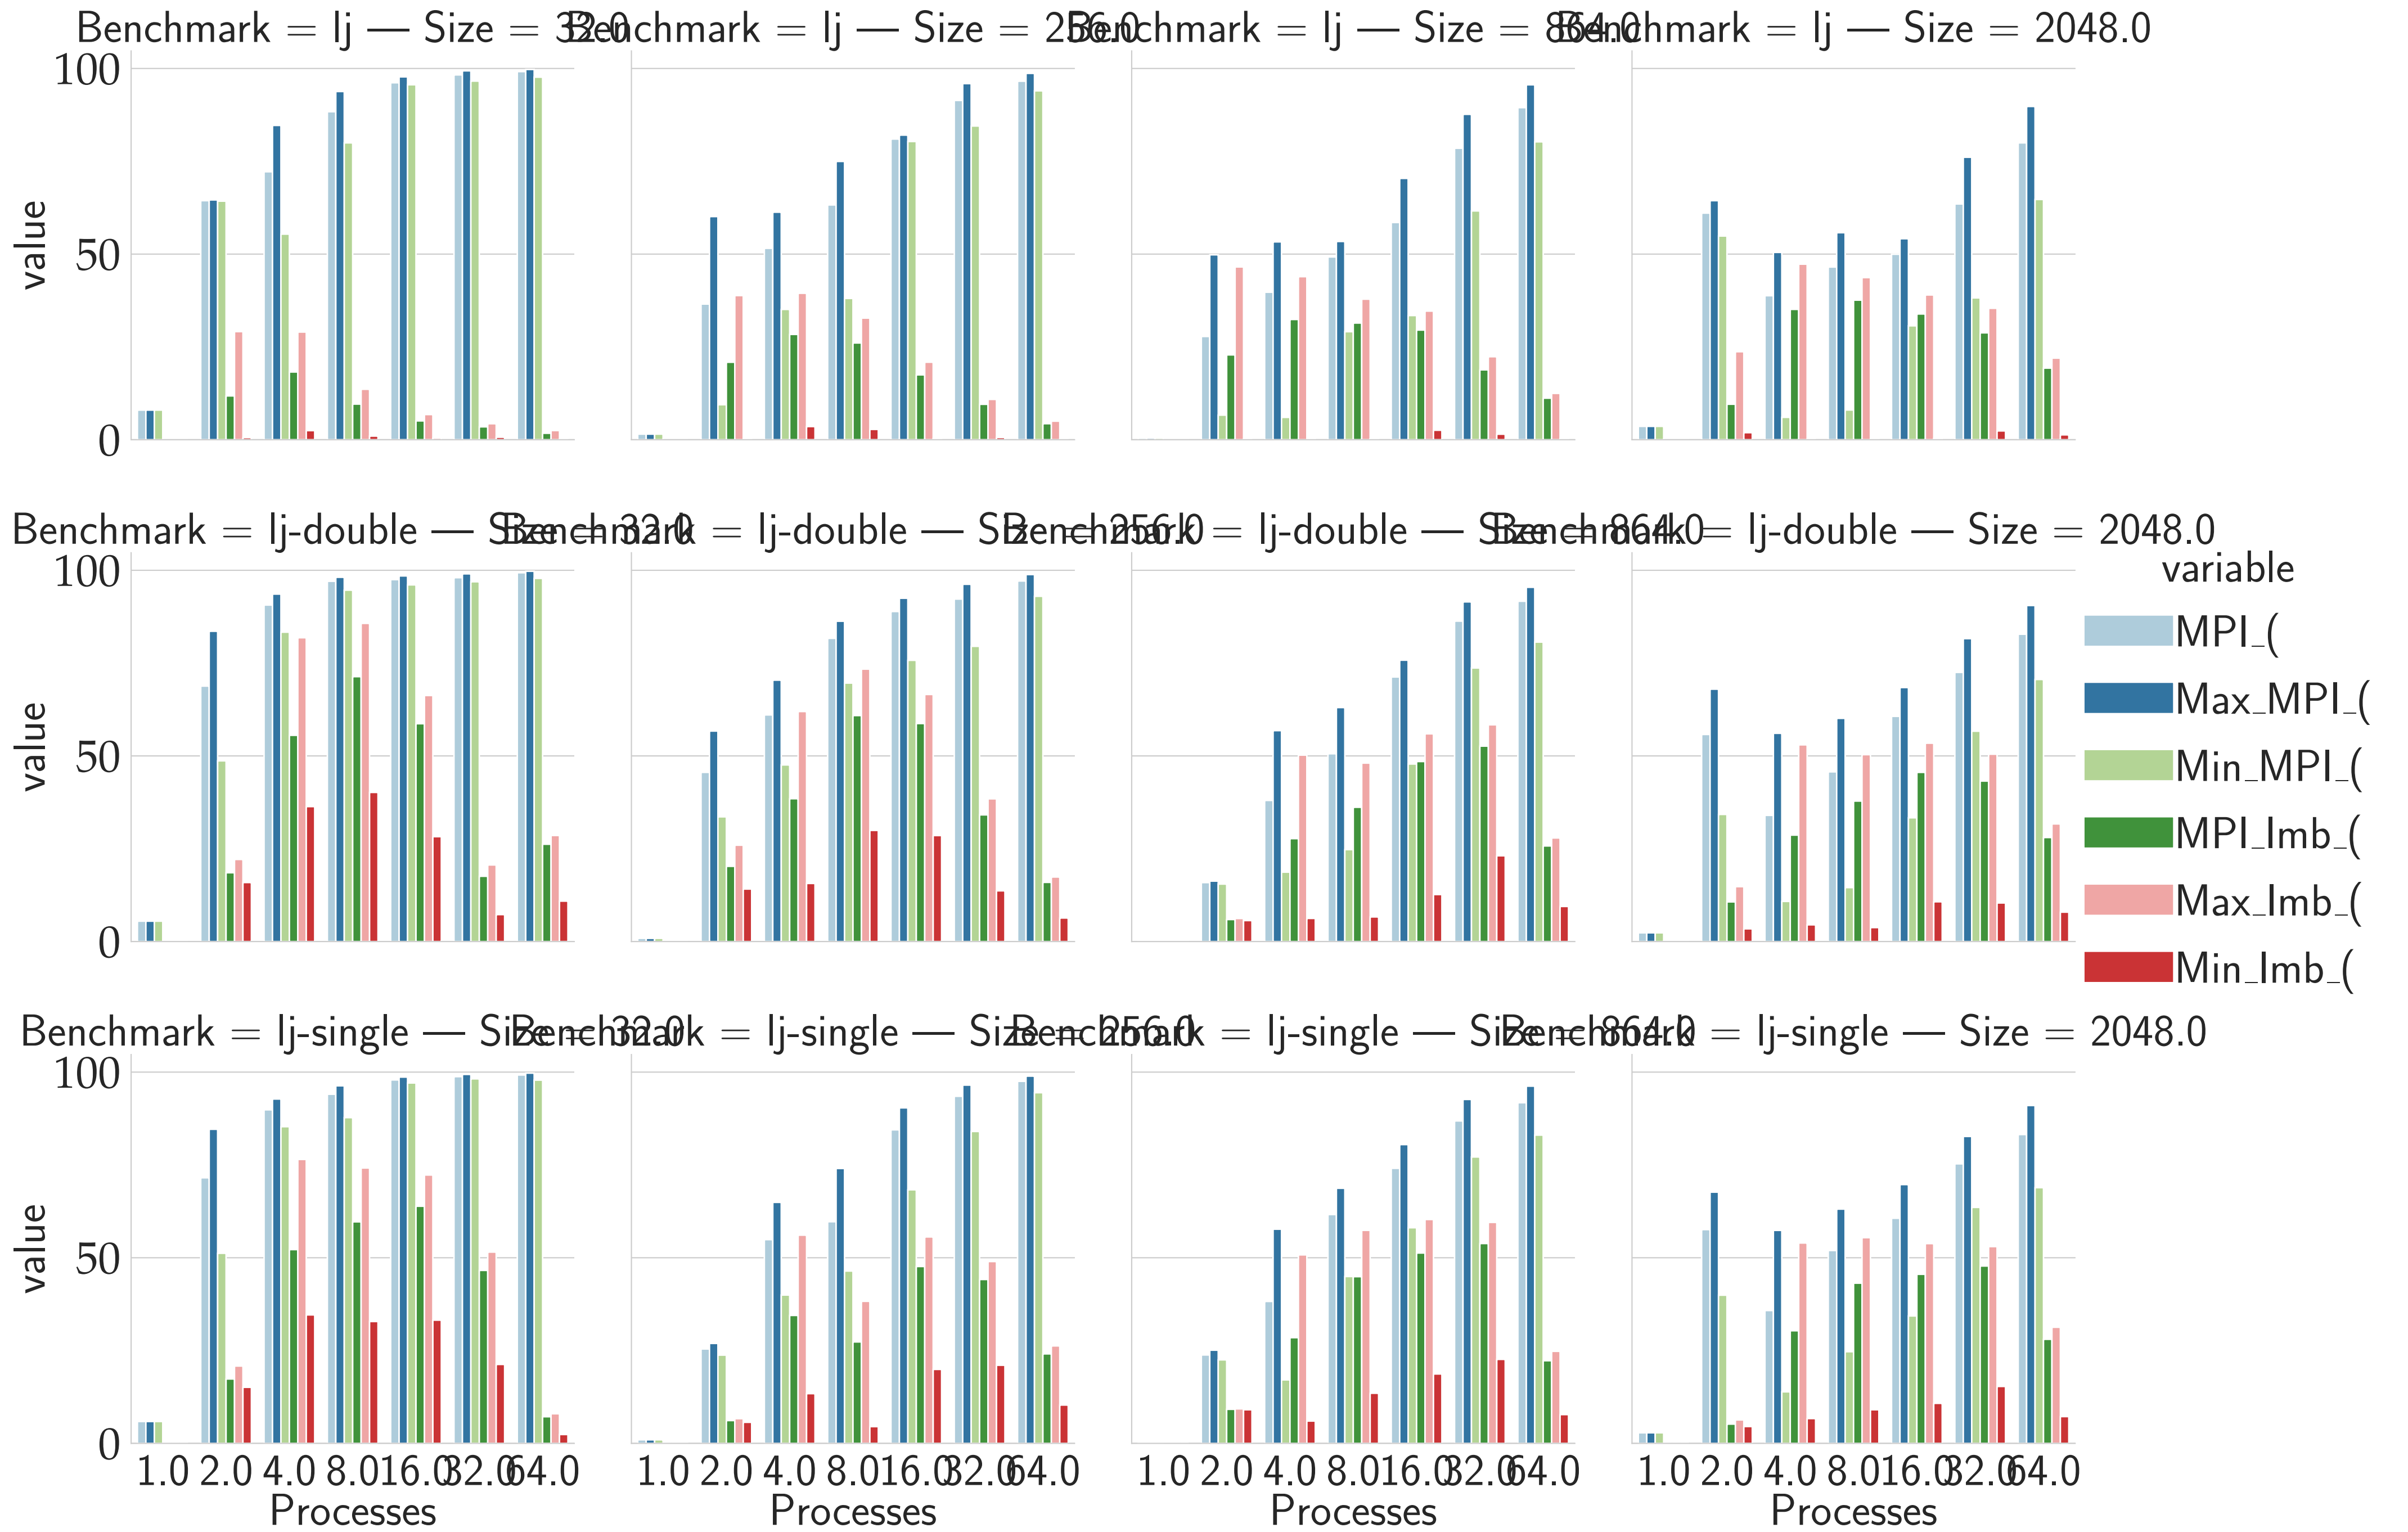 Benchmark = lj — Size = 32.0
Benchmark = lj — Size = 256.0
Benchmark = lj — Size = 864.0
Benchmark = lj — Size = 2048.0
100
50
0
value
Benchmark = lj-double — Size = 32.0
Benchmark = lj-double — Size = 256.0
Benchmark = lj-double — Size = 864.0
Benchmark = lj-double — Size = 2048.0
100
50
0
value
variable
MPI_(
Max_MPI_(
Min_MPI_(
MPI_Imb_(
Max_Imb_(
Min_Imb_(
Benchmark = lj-single — Size = 32.0
Benchmark = lj-single — Size = 256.0
Benchmark = lj-single — Size = 864.0
Benchmark = lj-single — Size = 2048.0
100
50
0
value
1.0 2.0 4.0 8.0 16.0 32.0 64.0
1.0 2.0 4.0 8.0 16.0 32.0 64.0
1.0 2.0 4.0 8.0 16.0 32.0 64.0
1.0 2.0 4.0 8.0 16.0 32.0 64.0
Processes
Processes
Processes
Processes